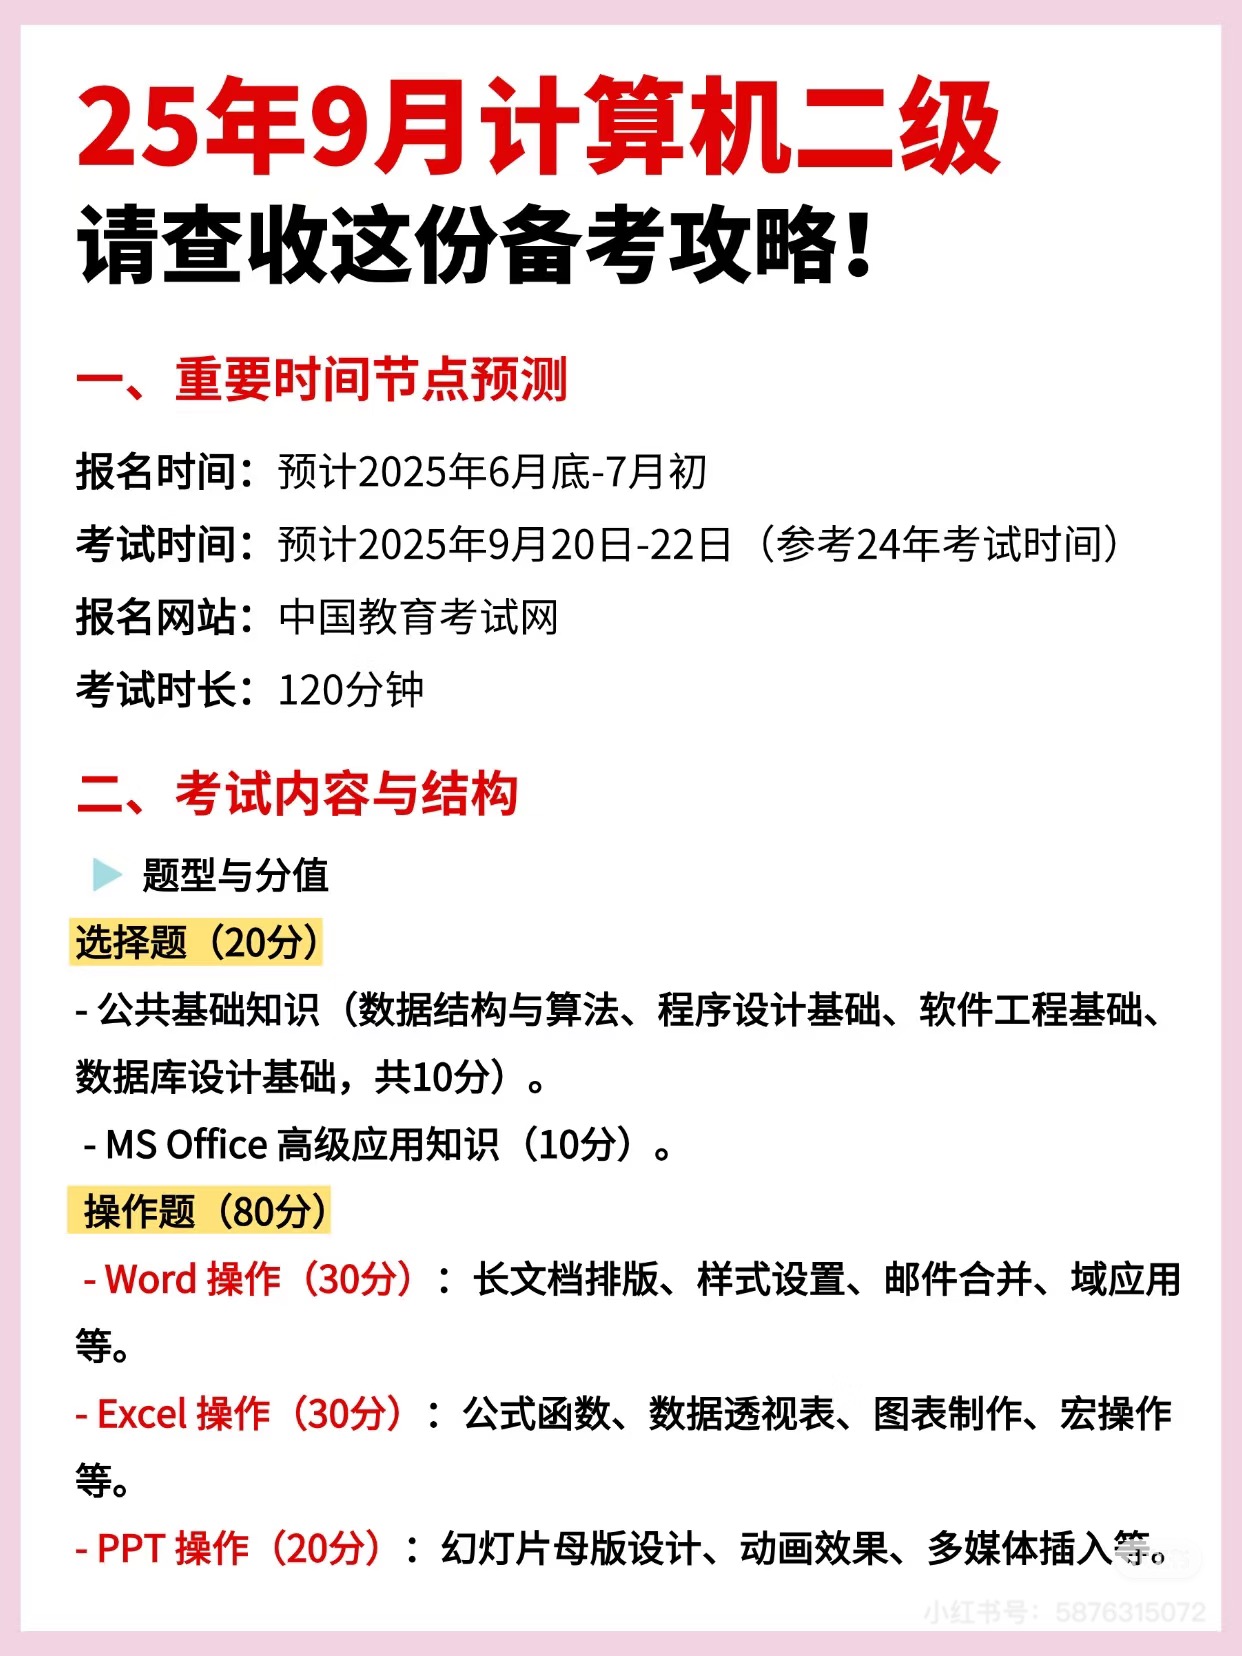 25年9月计算机二级
请查收这份备考攻略！
一、重要时间节点预测
报名时间：预计2025年6月底-7月初
考试时间：预计2025年9月20日-22日（参考24年考试时间）
报名网站：中国教育考试网
考试时长：120分钟
二、考试内容与结构
题型与分值
选择题（20分）
- 公共基础知识（数据结构与算法、程序设计基础、软件工程基础、
数据库设计基础，共10分）。
- MS Office 高级应用知识（10分）。
操作题（80分）
- Word 操作（30分）：长文档排版、样式设置、邮件合并、域应用
等。
- Excel 操作（30分）：公式函数、数据透视表、图表制作、宏操作
等。
- PPT 操作（20分）：幻灯片母版设计、动画效果、多媒体插入等。
小红书号：5876315072